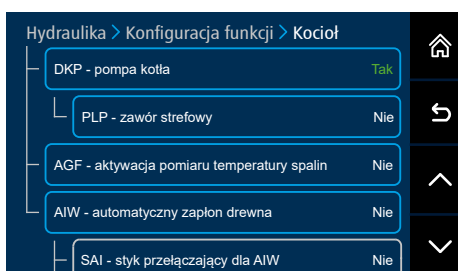 Hydraulika > Konfiguracja funkcji > Kocioł
DKP - pompa kotła Tak
PLP - zawór strefowy Nie
AGF - aktywacja pomiaru temperatury spalin Nie
AIW - automatyczny zapłon drewna Nie
SAI - styk przełączający dla AIW Nie